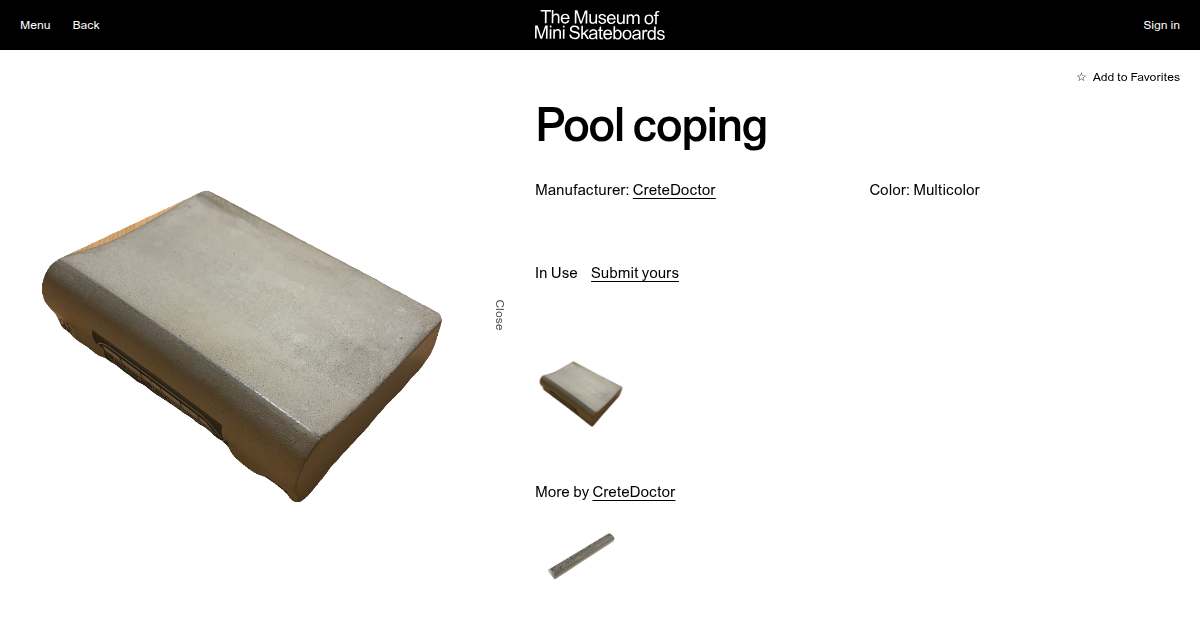 Menu
Back
The Museum of
Mini Skateboards
Sign in
☆ Add to Favorites
Pool coping
Manufacturer: CreteDoctor
Color: Multicolor
In Use
Submit yours
Close
More by CreteDoctor